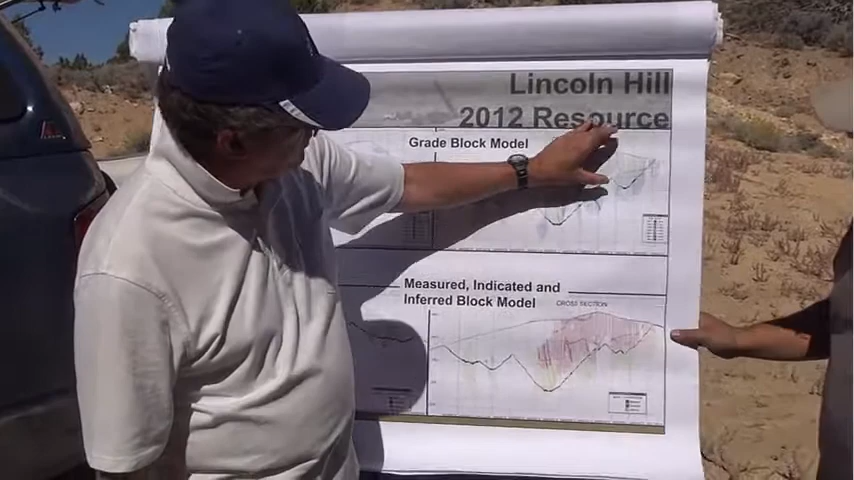 Lincoln Hill
2012 Resource
Grade Block Model
Measured, Indicated and
Inferred Block Model
CROSS SECTION